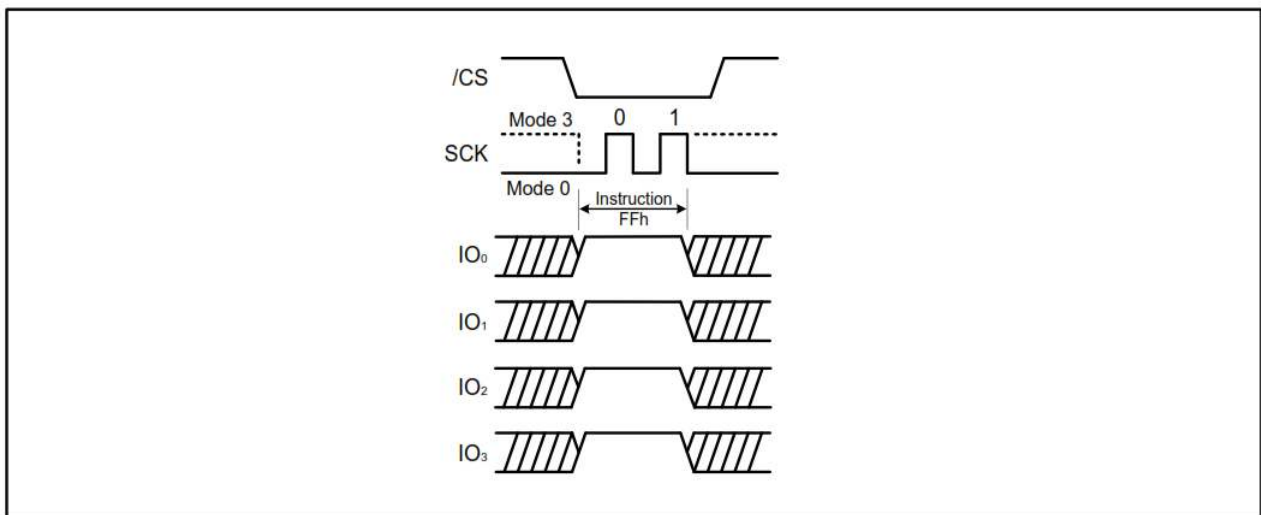 /CS
Mode 3 0 1
SCK
Mode 0
Instruction
FFh
IO₀
IO₁
IO₂
IO₃